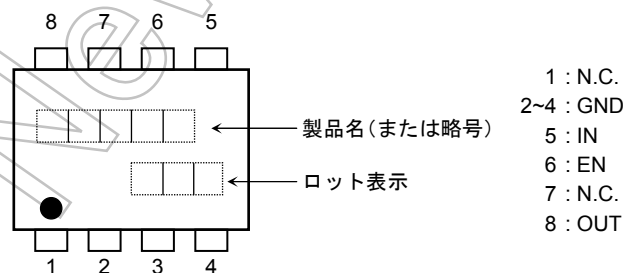 8 7 6 5
製品名(または略号)
ロット表示
1 2 3 4
1 : N.C.
2~4 : GND
5 : IN
6 : EN
7 : N.C.
8 : OUT